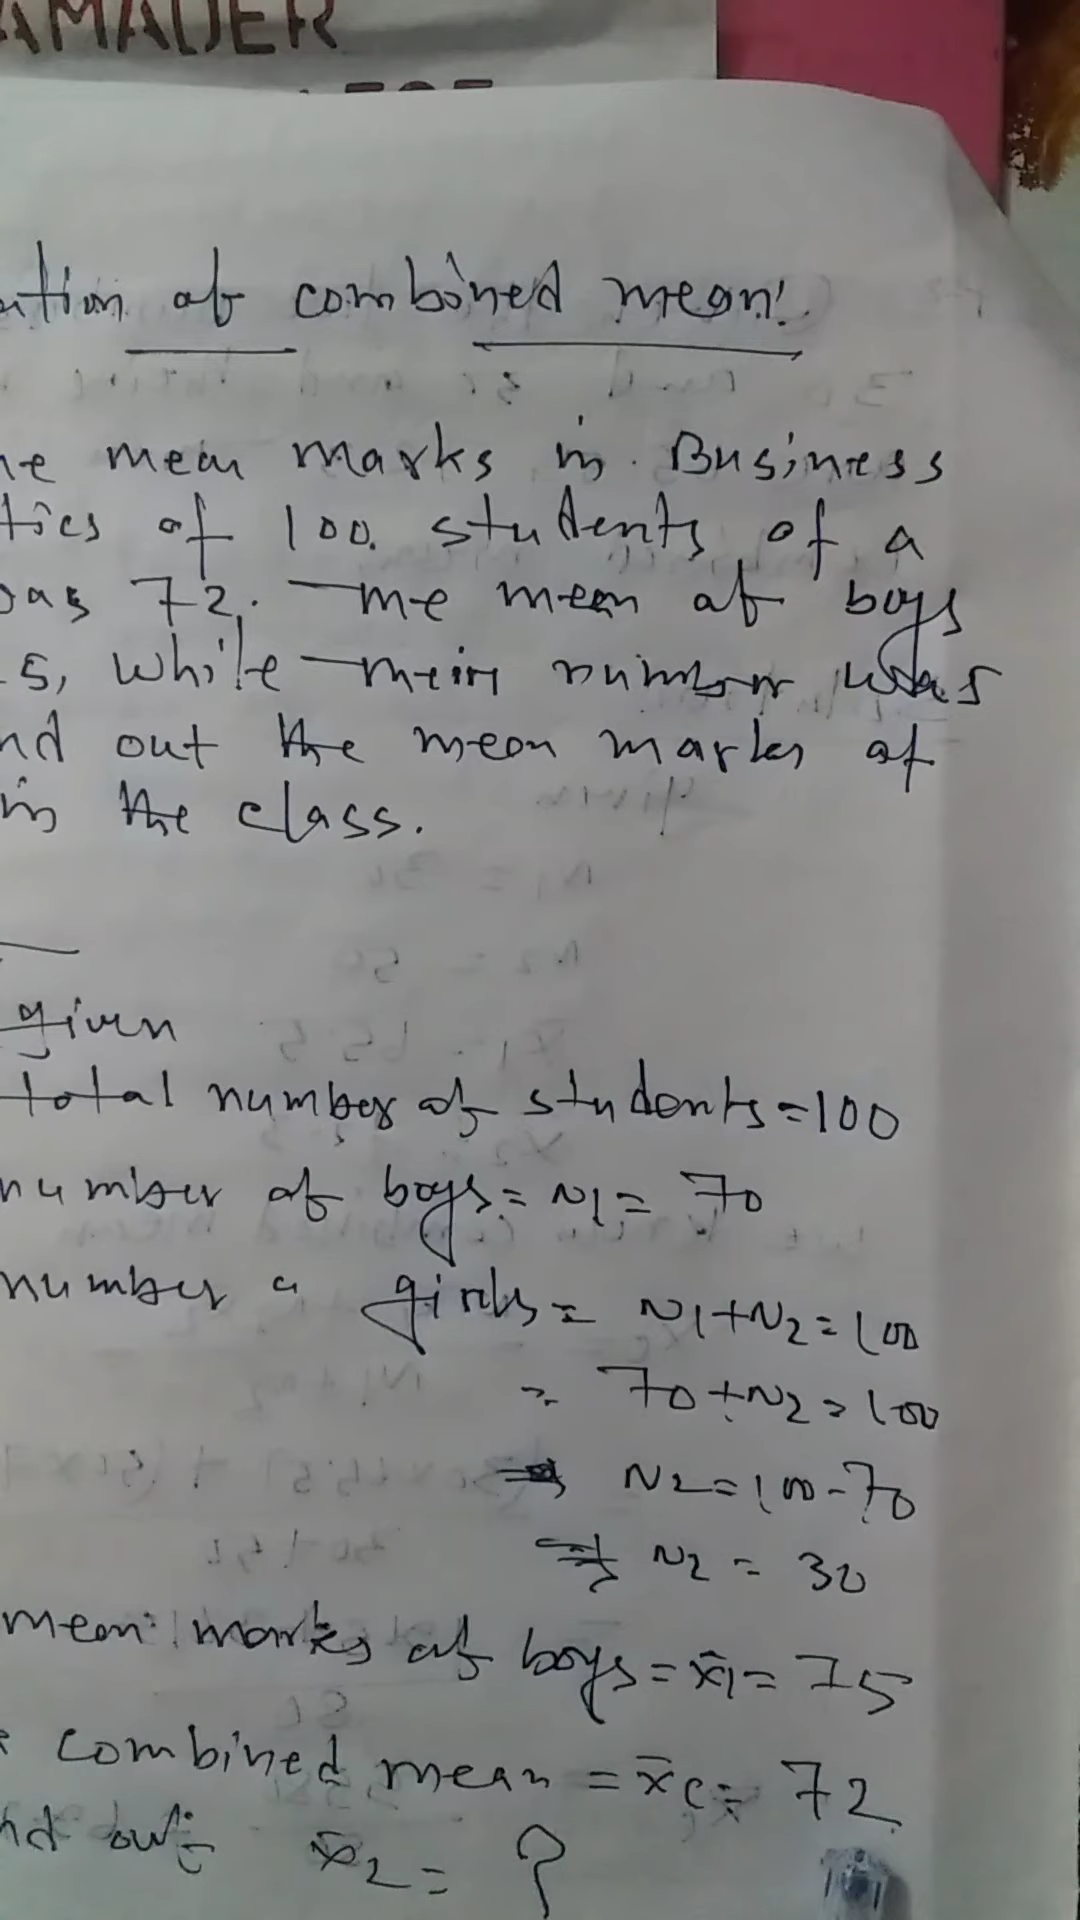 AMADER
ation of combined mean:
mean marks in Business
tics of 100 students of a
was 72. The mean of boys
5, while their number was
nd out the mean marks of
in the class.
given
total number of students = 100
number of boys = N1 = 70
number girls = N1+N2 = 100
= 70+N2 = 100
⇒ N2 = 100-70
⇒ N2 = 30
mean marks of boys = x̄1 = 75
combined mean = x̄c = 72
nd out x̄2 = ?